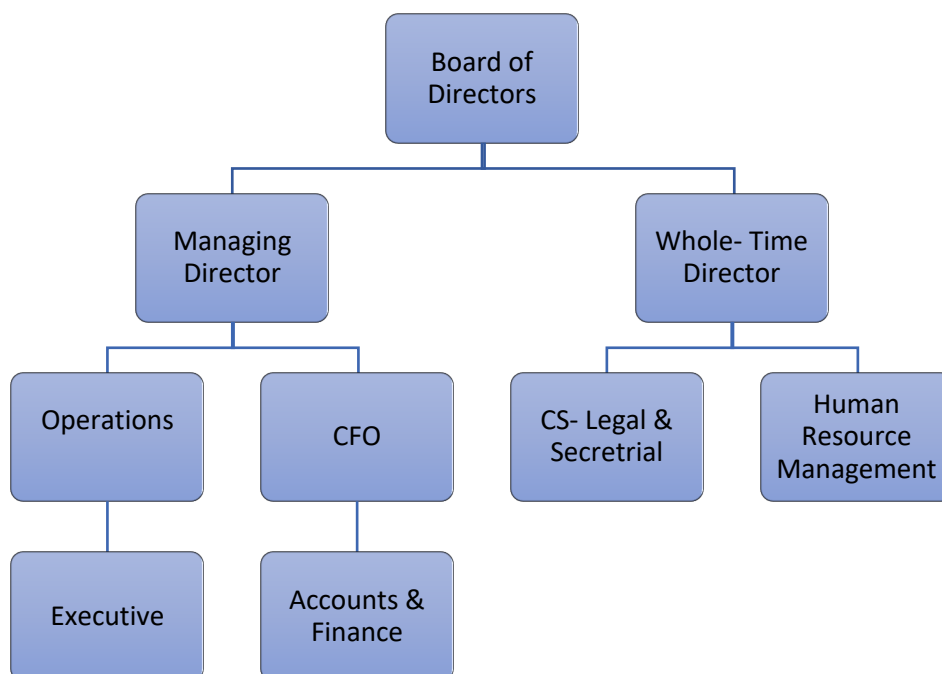 Board of
Directors
Managing
Director
Whole- Time
Director
Operations
CFO
CS- Legal &
Secretrial
Human
Resource
Management
Executive
Accounts &
Finance